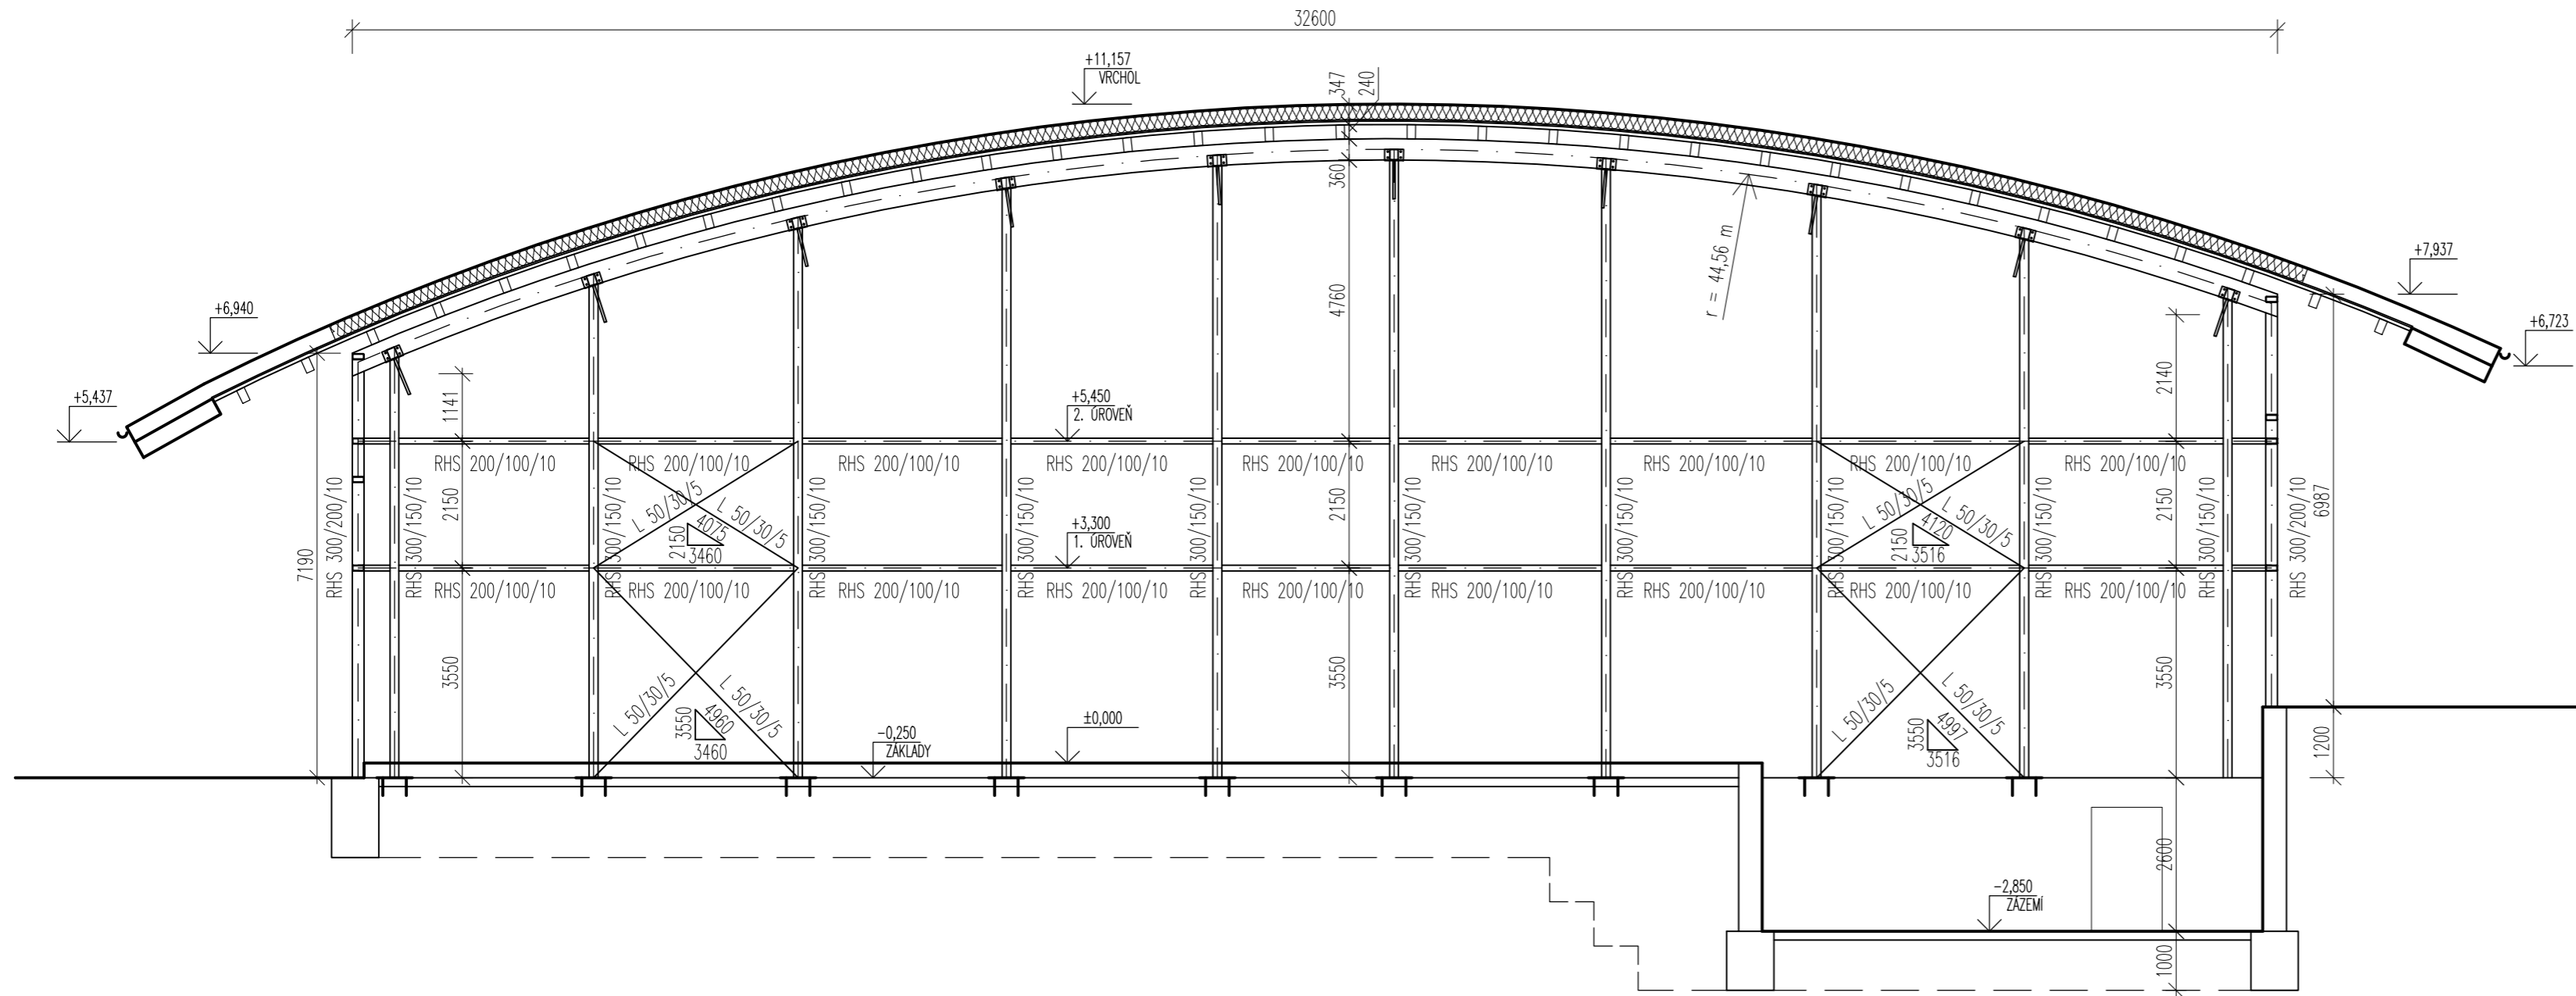 32600
+11,157
VRCHOL
347
240
360
r = 44,56 m
+7,937
+6,940
+6,723
4760
2140
+5,437
1141
+5,450
2. ÚROVEŇ
RHS 200/100/10
RHS 200/100/10
RHS 200/100/10
RHS 200/100/10
RHS 200/100/10
RHS 200/100/10
RHS 200/100/10
RHS 200/100/10
RHS 200/100/10
RHS 300/200/10
RHS 300/150/10
2150
L 50/30/5
L 50/30/5
RHS 300/150/10
2150
4075
3460
RHS 300/150/10
RHS 300/150/10
+3,300
1. ÚROVEŇ
RHS 300/150/10
2150
RHS 300/150/10
RHS 300/150/10
RHS 300/150/10
L 50/30/5
L 50/30/5
2150
4120
3516
RHS 300/150/10
2150
RHS 300/150/10
RHS 300/200/10
6987
7190
RHS 200/100/10
RHS 200/100/10
RHS 200/100/10
RHS 200/100/10
RHS 200/100/10
RHS 200/100/10
RHS 200/100/10
RHS 200/100/10
RHS 200/100/10
3550
L 50/30/5
L 50/30/5
3550
4960
3460
3550
L 50/30/5
L 50/30/5
3550
4997
3516
3550
-0,250
ZÁKLADY
±0,000
1200
2600
-2,850
ZÁZEMÍ
1000